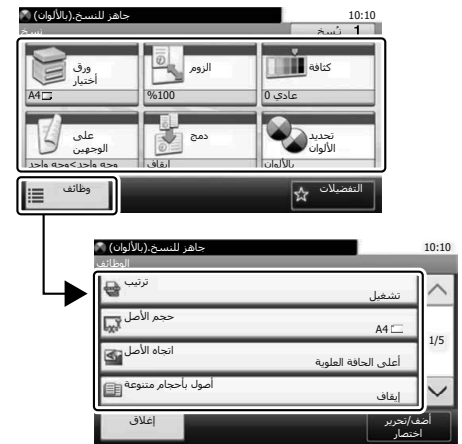 جاهز للنسخ.(بالألوان)
10:10
نسخ
1 نُسخ
كثافة
عادي 0
الزوم
%100
ورق
أختيار
A4
تحديد
الألوان
بالألوان
دمج
إيقاف
على
الوجهين
وجه واحد>وجه واحد
التفضيلات
وظائف
جاهز للنسخ.(بالألوان)
10:10
الوظائف
ترتيب
تشغيل
حجم الأصل
A4
اتجاه الأصل
أعلى الحافة العلوية
أصول بأحجام متنوعة
إيقاف
1/5
أضف/تحرير
اختصار
إغلاق